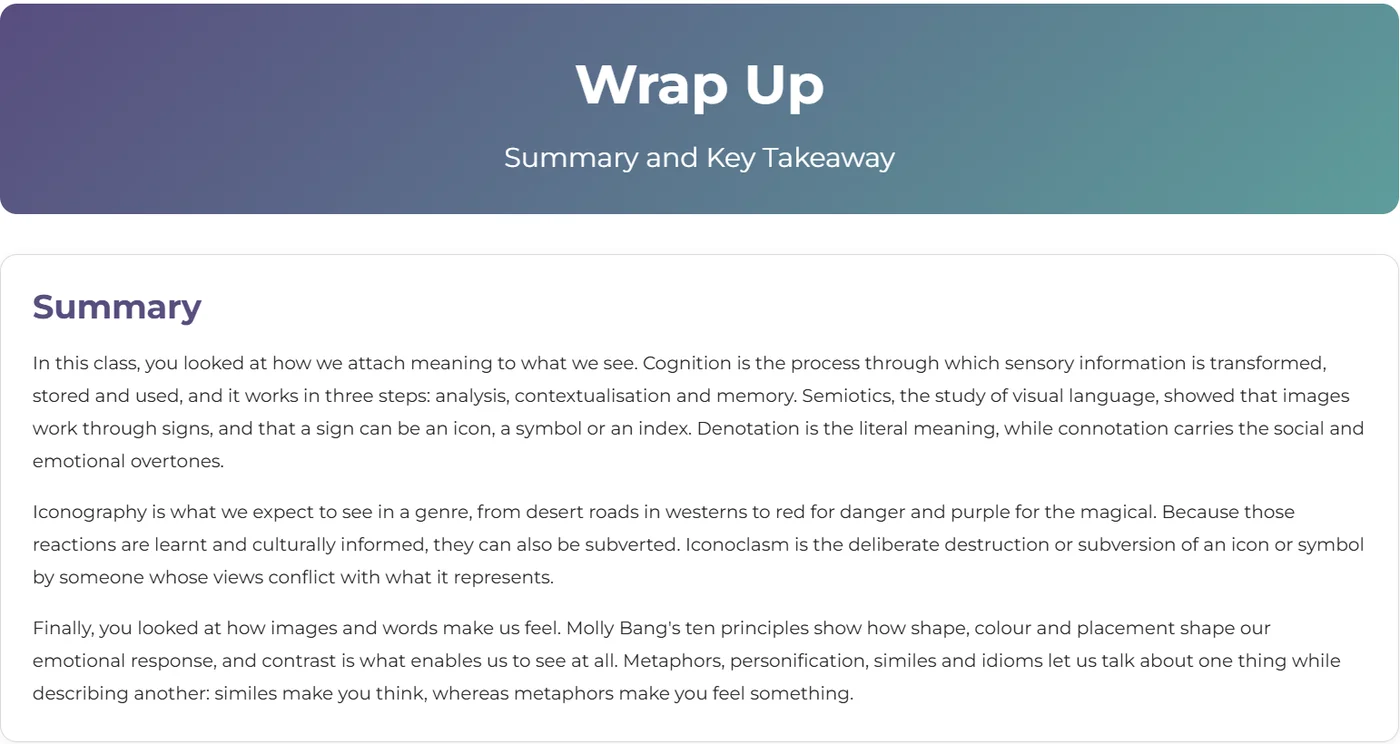 Wrap Up
Summary and Key Takeaway
Summary
In this class, you looked at how we attach meaning to what we see. Cognition is the process through which sensory information is transformed,
stored and used, and it works in three steps: analysis, contextualisation and memory. Semiotics, the study of visual language, showed that images
work through signs, and that a sign can be an icon, a symbol or an index. Denotation is the literal meaning, while connotation carries the social and
emotional overtones.
Iconography is what we expect to see in a genre, from desert roads in westerns to red for danger and purple for the magical. Because those
reactions are learnt and culturally informed, they can also be subverted. Iconoclasm is the deliberate destruction or subversion of an icon or symbol
by someone whose views conflict with what it represents.
Finally, you looked at how images and words make us feel. Molly Bang's ten principles show how shape, colour and placement shape our
emotional response, and contrast is what enables us to see at all. Metaphors, personification, similes and idioms let us talk about one thing while
describing another: similes make you think, whereas metaphors make you feel something.